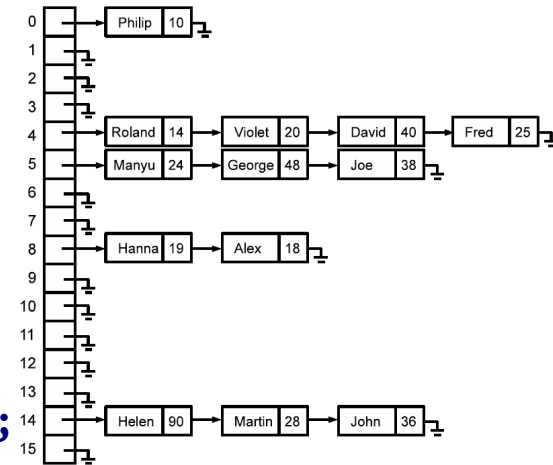 0 Philip 10
1
2
3
4 Roland 14 Violet 20 David 40 Fred 25
5 Manyu 24 George 48 Joe 38
6
7
8 Hanna 19 Alex 18
9
10
11
12
13
14 Helen 90 Martin 28 John 36
;
15